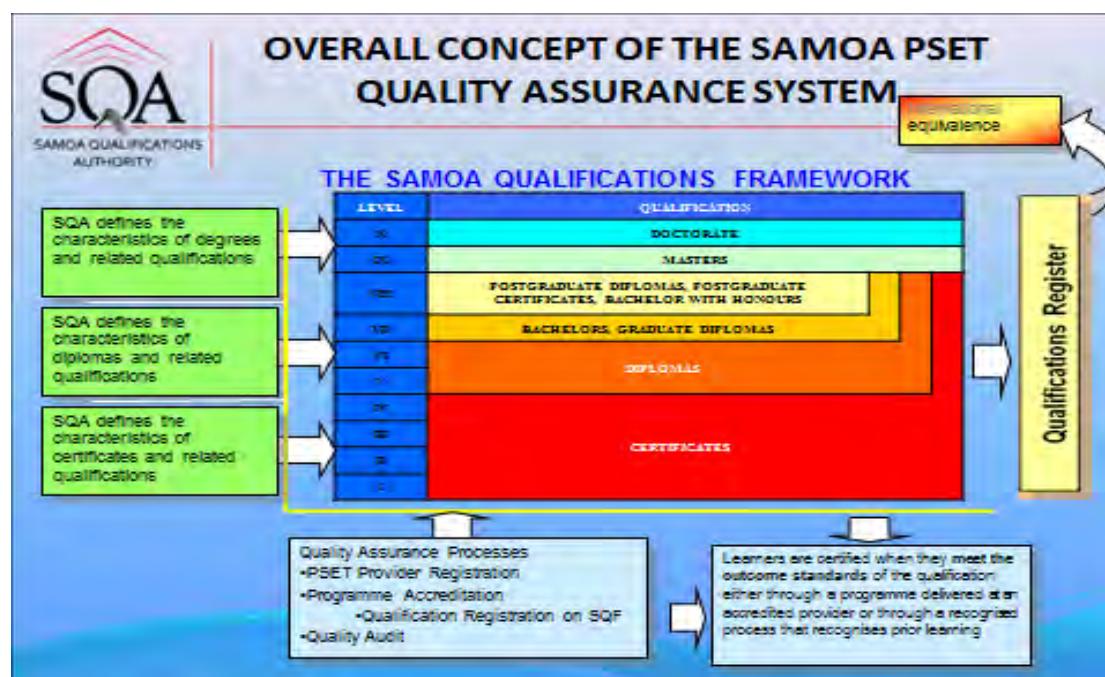 OVERALL CONCEPT OF THE SAMOA PSET
QUALITY ASSURANCE SYSTEM
SQA
SAMOA QUALIFICATIONS
AUTHORITY
International
equivalence
THE SAMOA QUALIFICATIONS FRAMEWORK
LEVEL
QUALIFICATION
DOCTORATE
MASTERS
POSTGRADUATE DIPLOMAS, POSTGRADUATE
CERTIFICATES, BACHELOR WITH HONOURS
BACHELORS, GRADUATE DIPLOMAS
DIPLOMAS
CERTIFICATES
SQA defines the
characteristics of degrees
and related qualifications
SQA defines the
characteristics of
diplomas and related
qualifications
SQA defines the
characteristics of
certificates and related
qualifications
Qualifications Register
Quality Assurance Processes
•PSET Provider Registration
•Programme Accreditation
•Qualification Registration on SQF
•Quality Audit
Learners are certified when they meet the
outcome standards of the qualification
either through a programme delivered at an
accredited provider or through a recognised
process that recognises prior learning